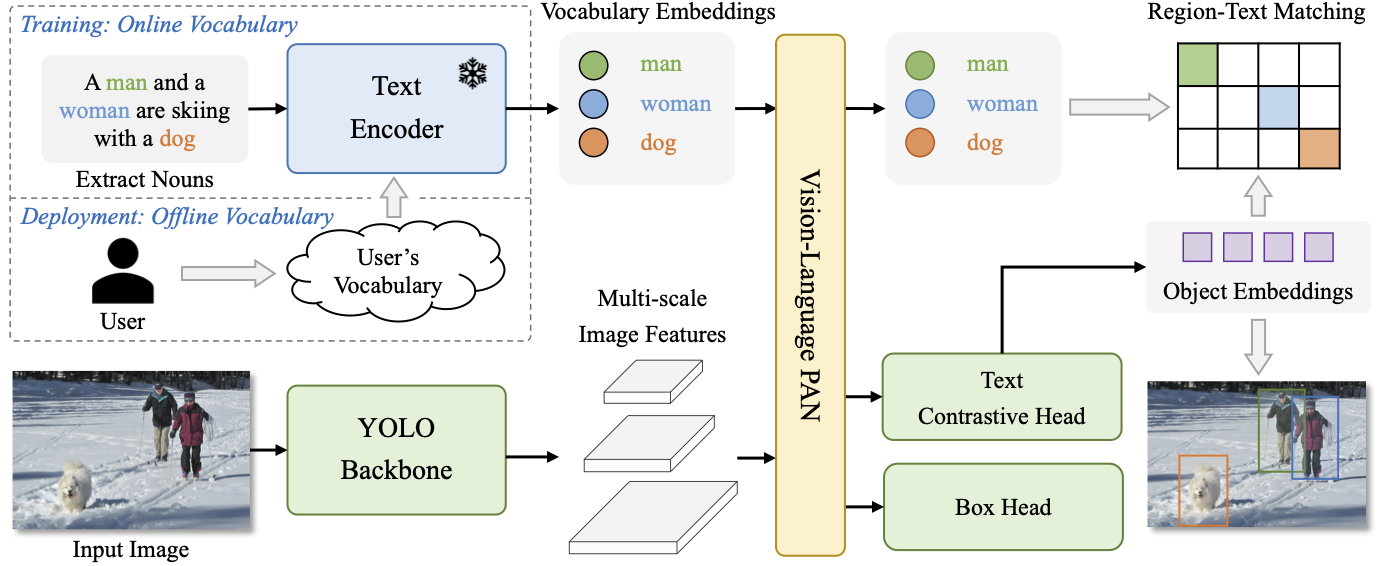 Training: Online Vocabulary
A man and a
woman are skiing
with a dog
Extract Nouns
Text
Encoder
Vocabulary Embeddings
man
woman
dog
man
woman
dog
Region-Text Matching
Deployment: Offline Vocabulary
User
User's
Vocabulary
Vision-Language PAN
Object Embeddings
Multi-scale
Image Features
Input Image
YOLO
Backbone
Text
Contrastive Head
Box Head